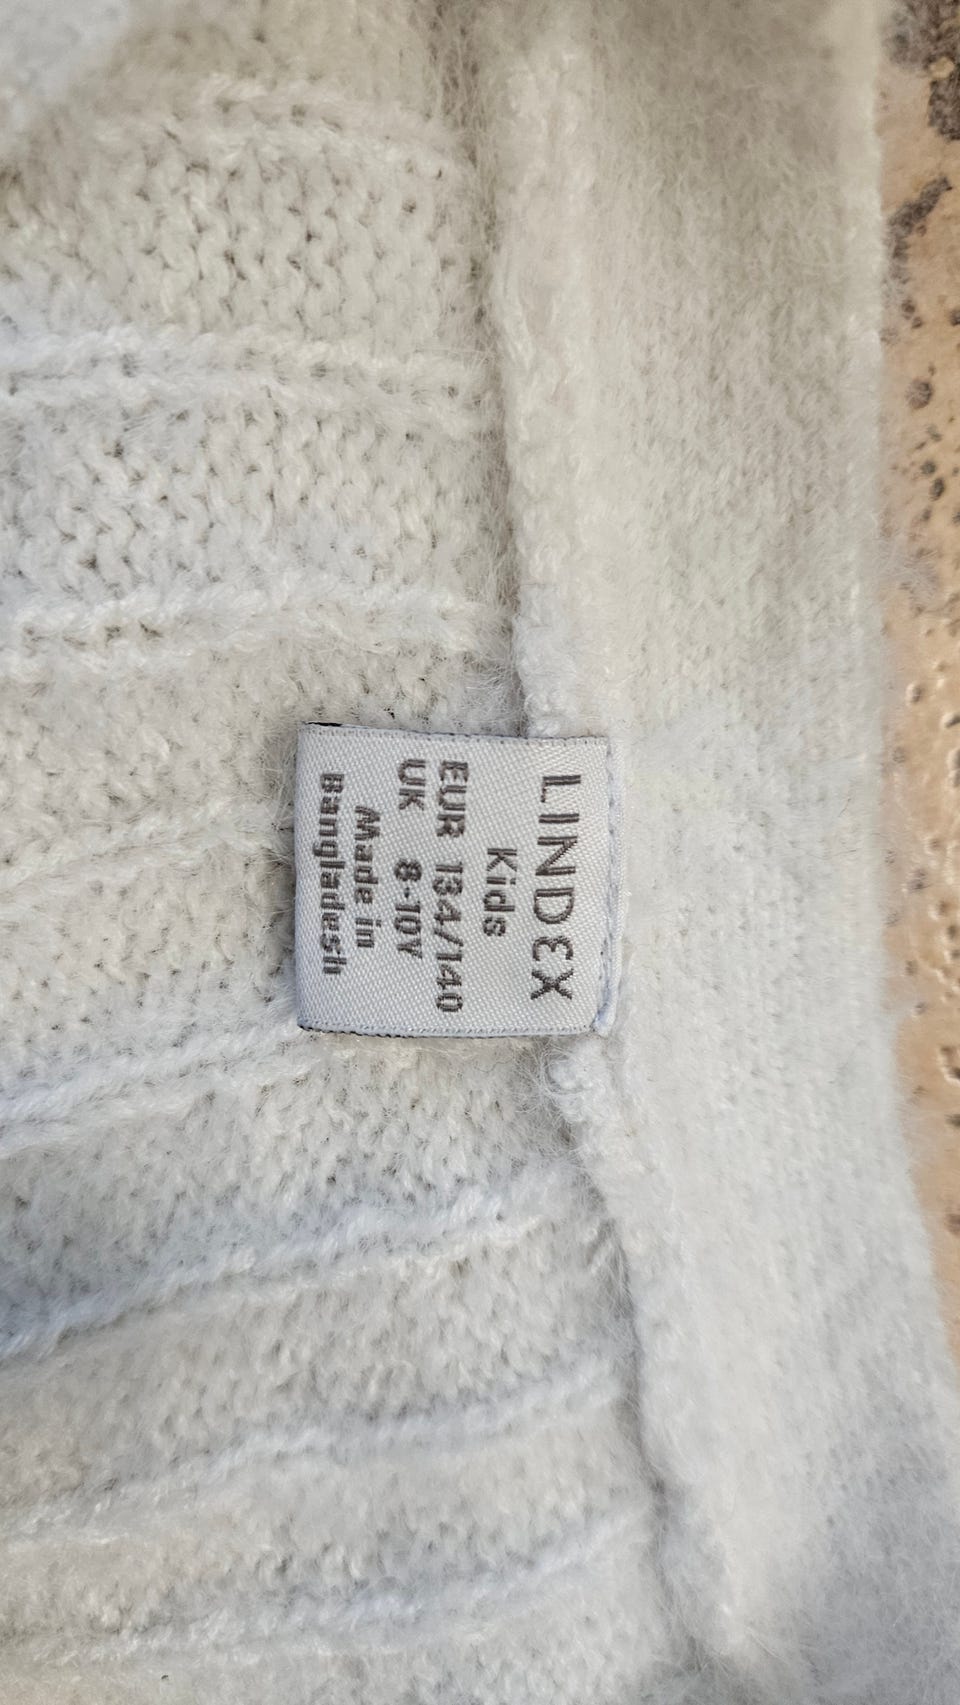 LINDEX
Kids
EUR 134/140
UK 8-10Y
Made in
Bangladesh